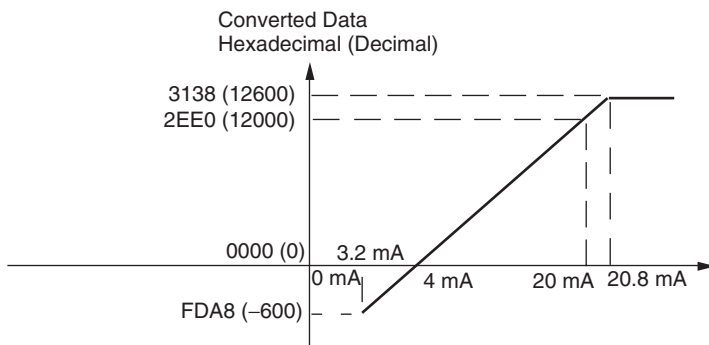 Converted Data
Hexadecimal (Decimal)
3138 (12600)
2EE0 (12000)
0000 (0)
3.2 mA
0 mA
4 mA
20 mA
20.8 mA
FDA8 (−600)